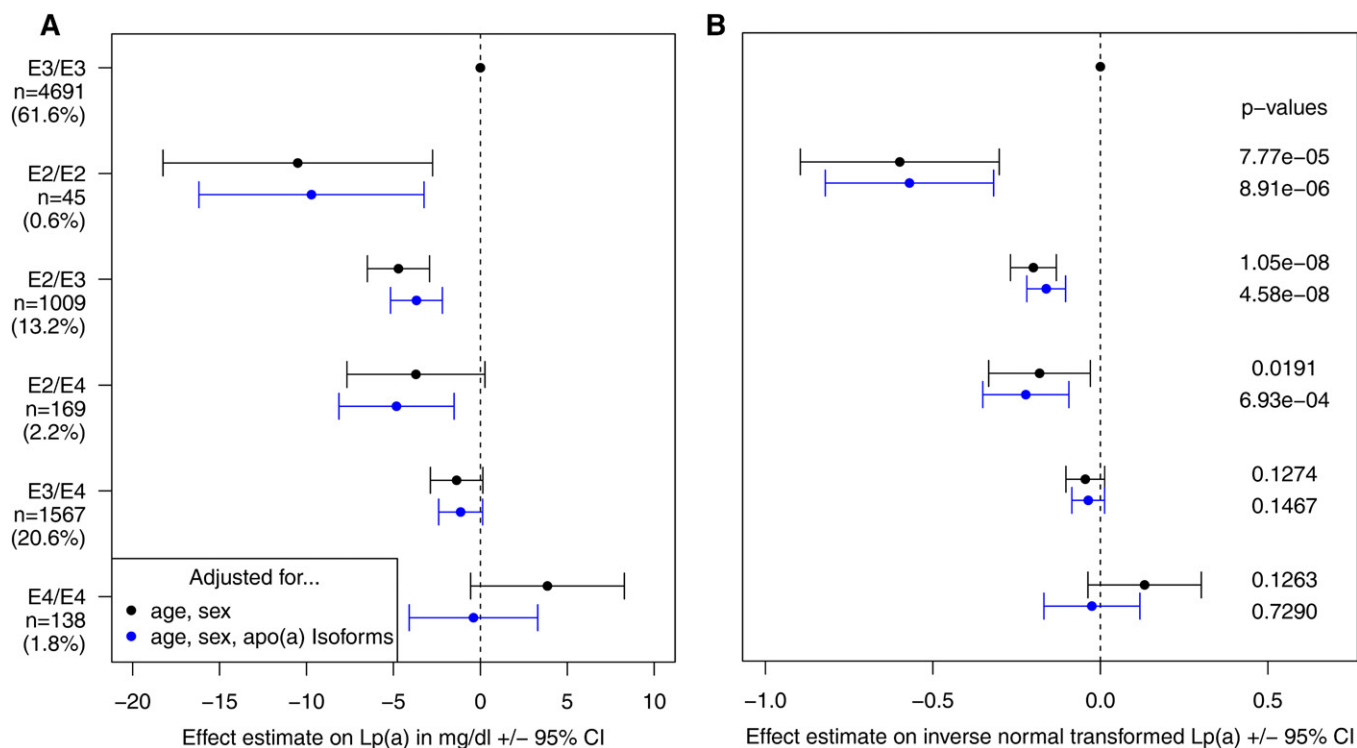 A
E3/E3
n=4691
(61.6%)
E2/E2
n=45
(0.6%)
E2/E3
n=1009
(13.2%)
E2/E4
n=169
(2.2%)
E3/E4
n=1567
(20.6%)
E4/E4
n=138
(1.8%)
Adjusted for...
age, sex
age, sex, apo(a) Isoforms
−20 −15 −10 −5 0 5 10
Effect estimate on Lp(a) in mg/dl +/− 95% CI
B
p−values
7.77e−05
8.91e−06
1.05e−08
4.58e−08
0.0191
6.93e−04
0.1274
0.1467
0.1263
0.7290
−1.0 −0.5 0.0 0.5
Effect estimate on inverse normal transformed Lp(a) +/− 95% CI